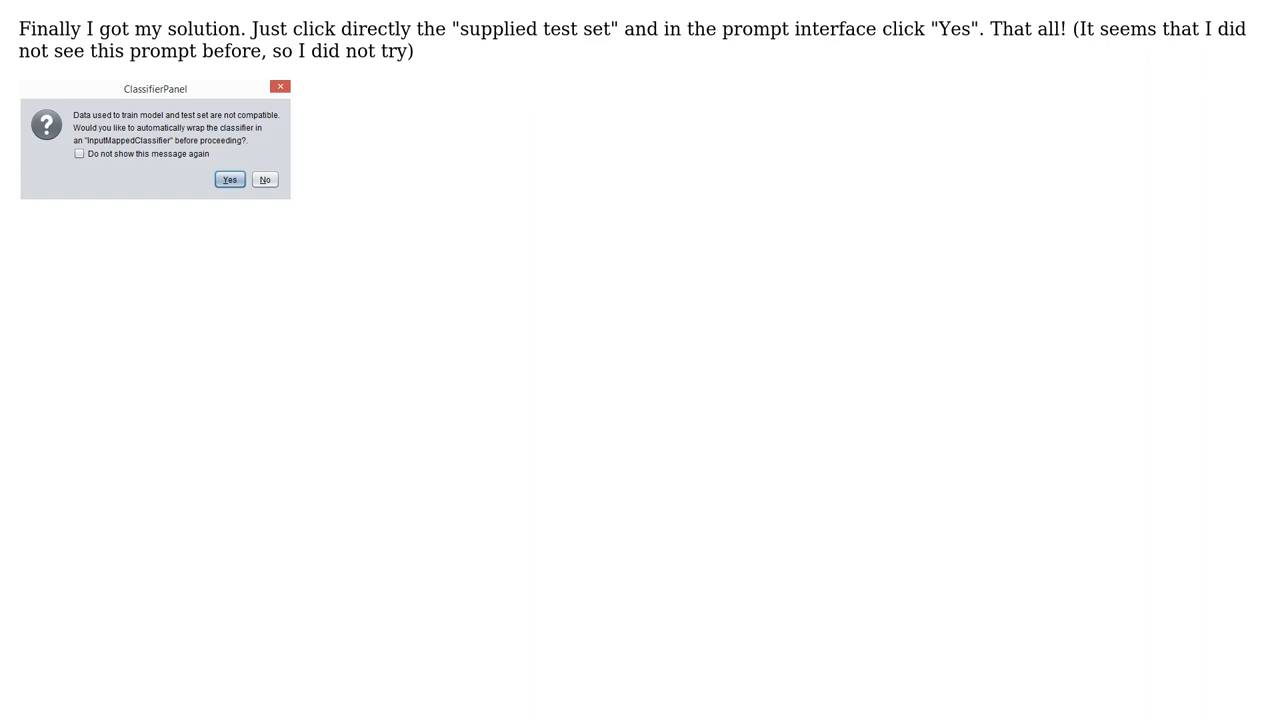 Finally I got my solution. Just click directly the "supplied test set" and in the prompt interface click "Yes". That all! (It seems that I did
not see this prompt before, so I did not try)
ClassifierPanel
Data used to train model and test set are not compatible.
Would you like to automatically wrap the classifier in
an "InputMappedClassifier" before proceeding?.
Do not show this message again
Yes No